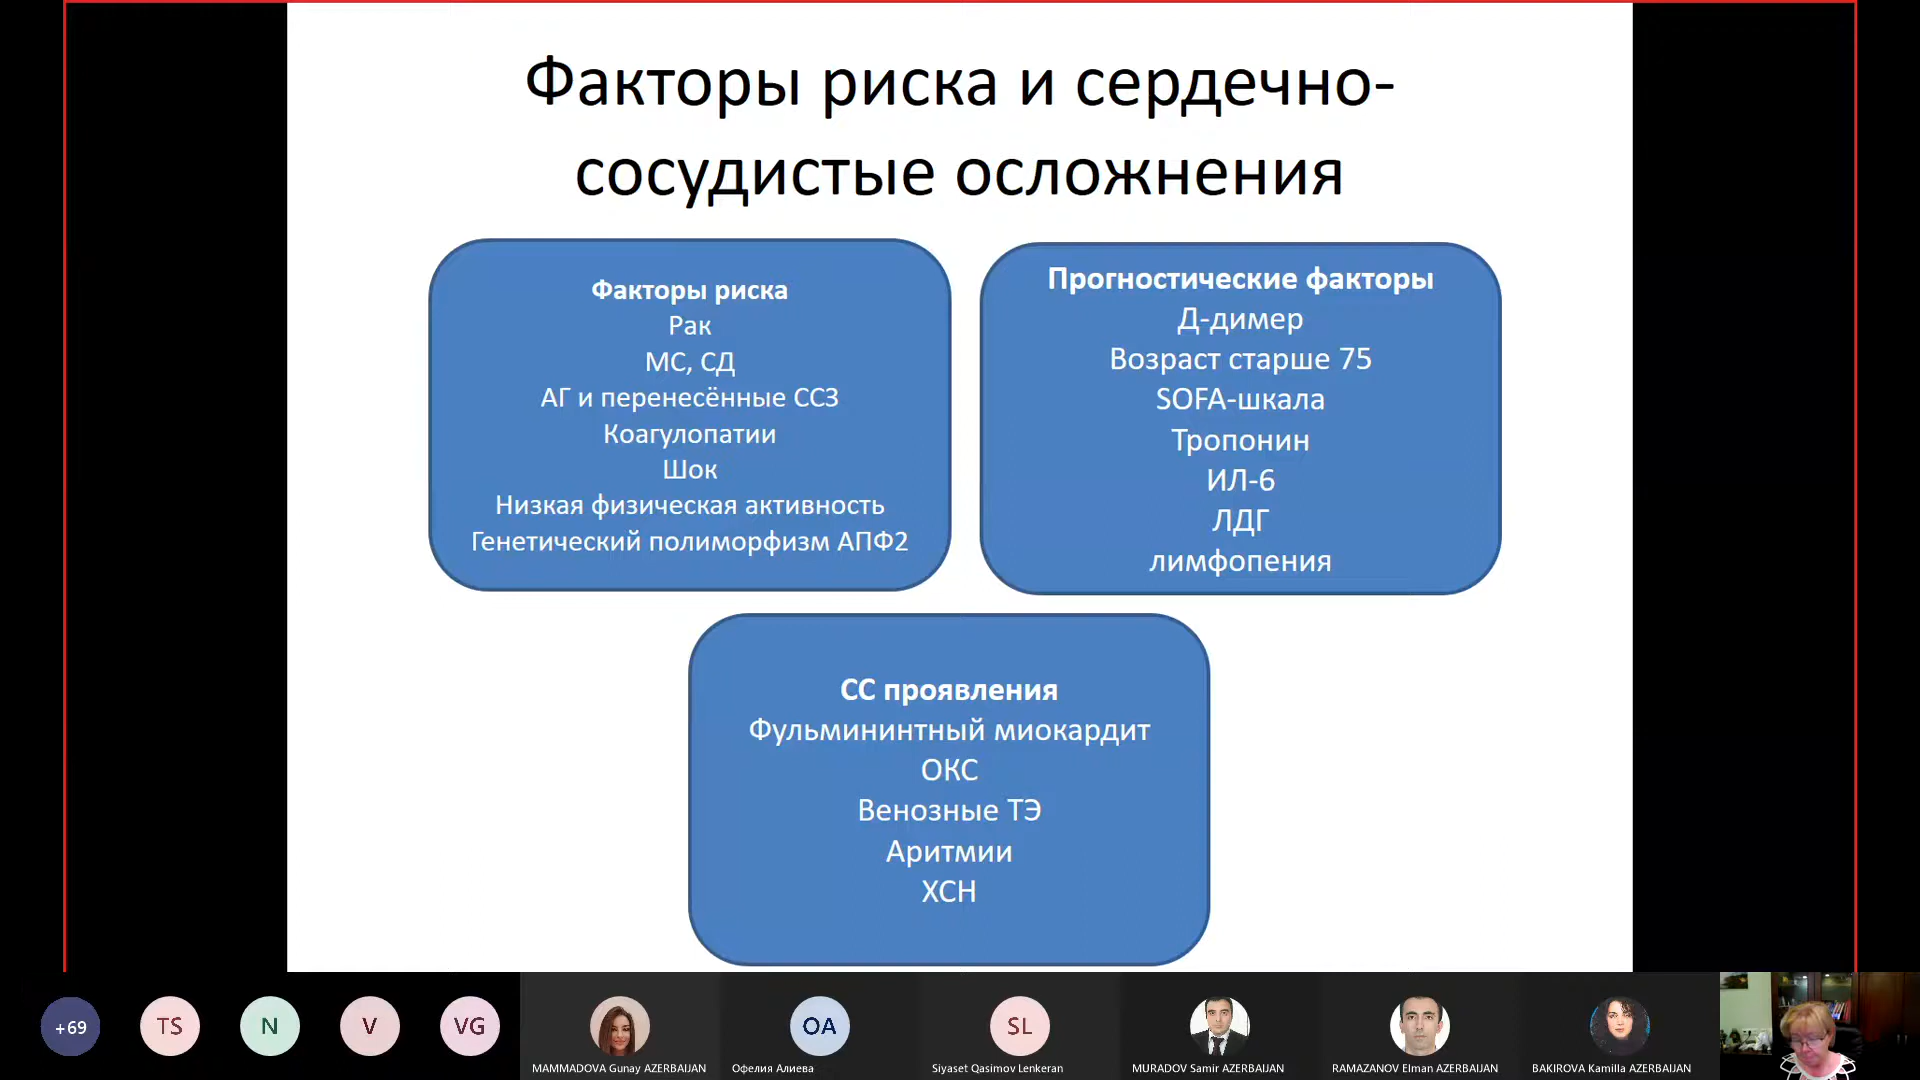 Факторы риска и сердечно-
сосудистые осложнения
Факторы риска
Рак
МС, СД
АГ и перенесённые ССЗ
Коагулопатии
Шок
Низкая физическая активность
Генетический полиморфизм АПФ2
Прогностические факторы
Д-димер
Возраст старше 75
SOFA-шкала
Тропонин
ИЛ-6
ЛДГ
лимфопения
СС проявления
Фульмининтный миокардит
ОКС
Венозные ТЭ
Аритмии
ХСН
+69
TS
N
V
VG
OA
SL
MAMMADOVA Gunay AZERBAIJAN
Офелия Алиева
Siyaset Qasimov Lenkeran
MURADOV Samir AZERBAIJAN
RAMAZANOV Elman AZERBAIJAN
BAKIROVA Kamilla AZERBAIJAN